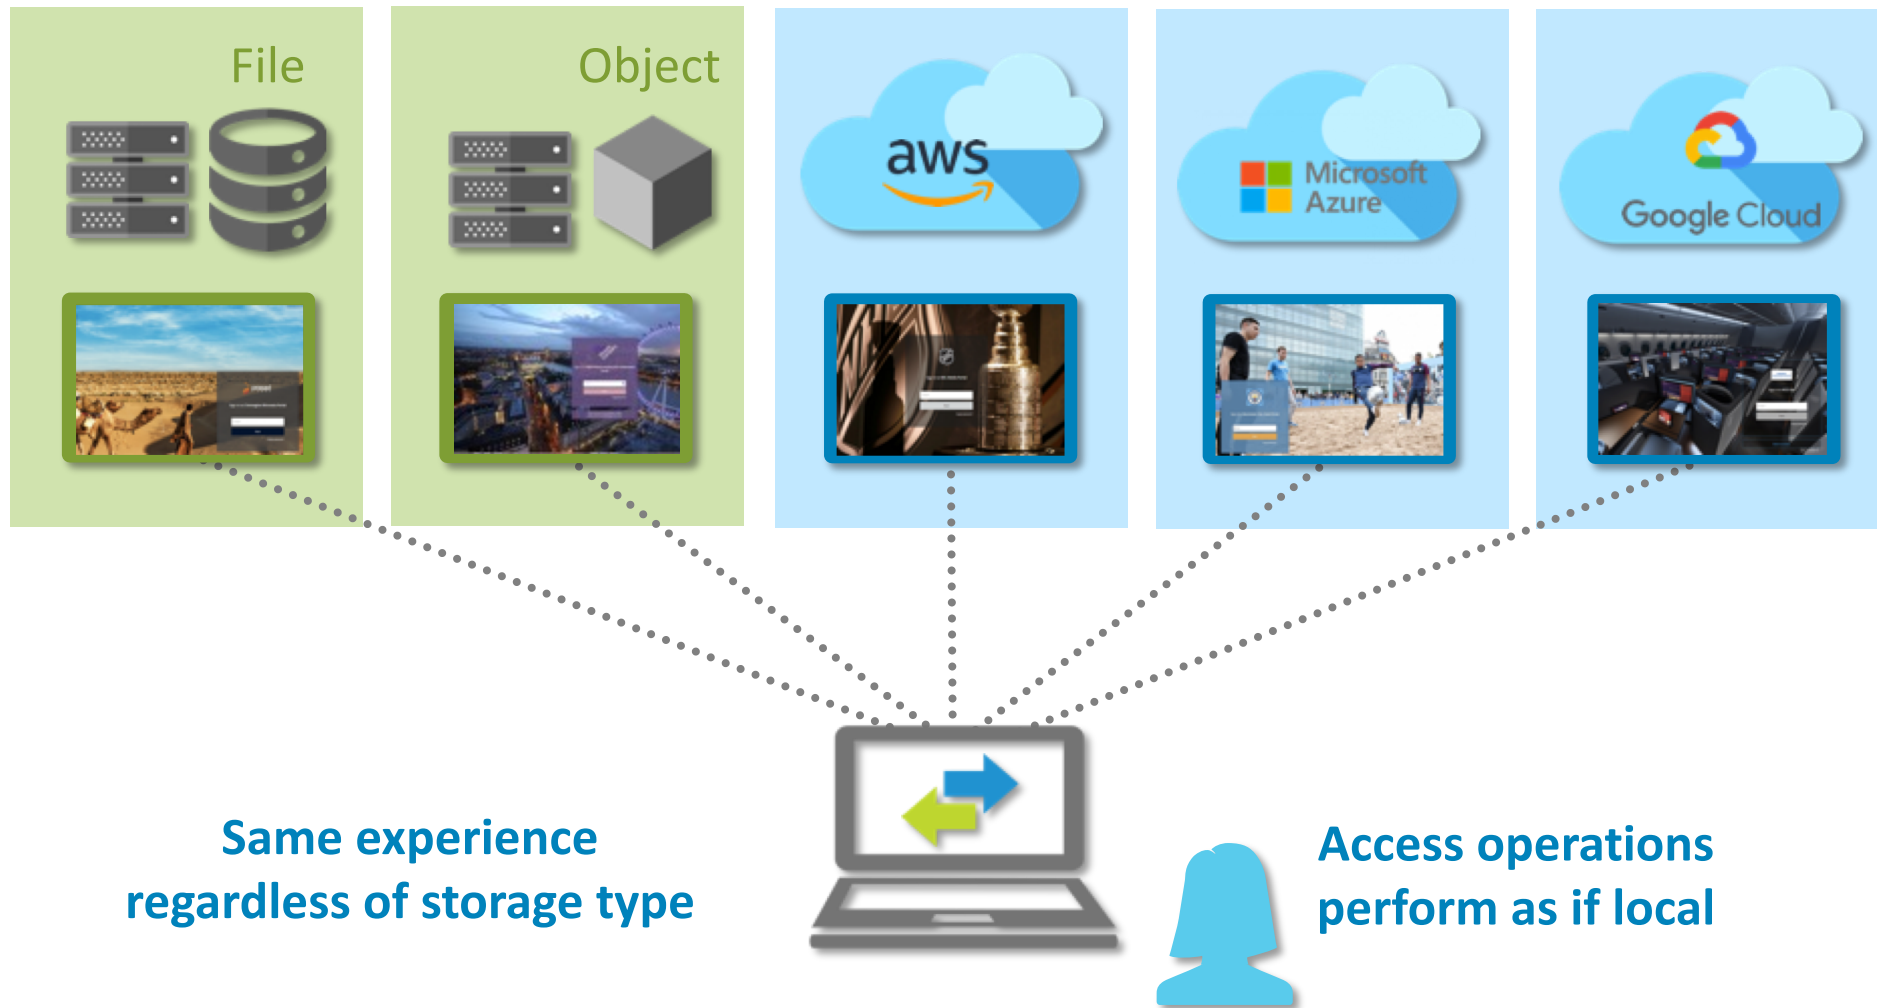 File
Object
aws
Microsoft
Azure
Google Cloud
Same experience
regardless of storage type
Access operations
perform as if local